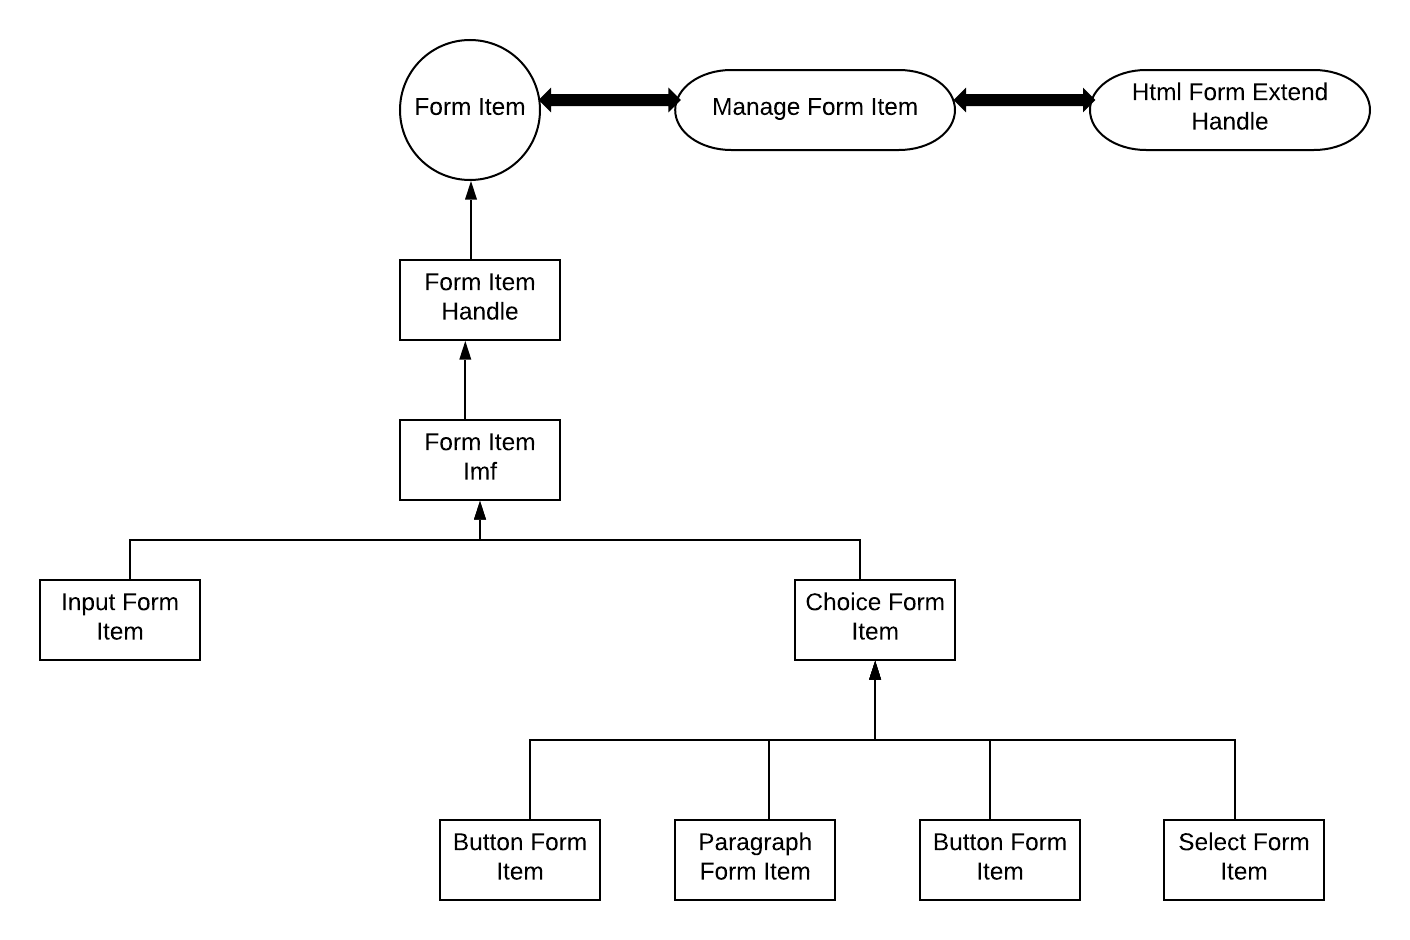 Form Item
Manage Form Item
Html Form Extend
Handle
Form Item
Handle
Form Item
Imf
Input Form
Item
Choice Form
Item
Button Form
Item
Paragraph
Form Item
Button Form
Item
Select Form
Item